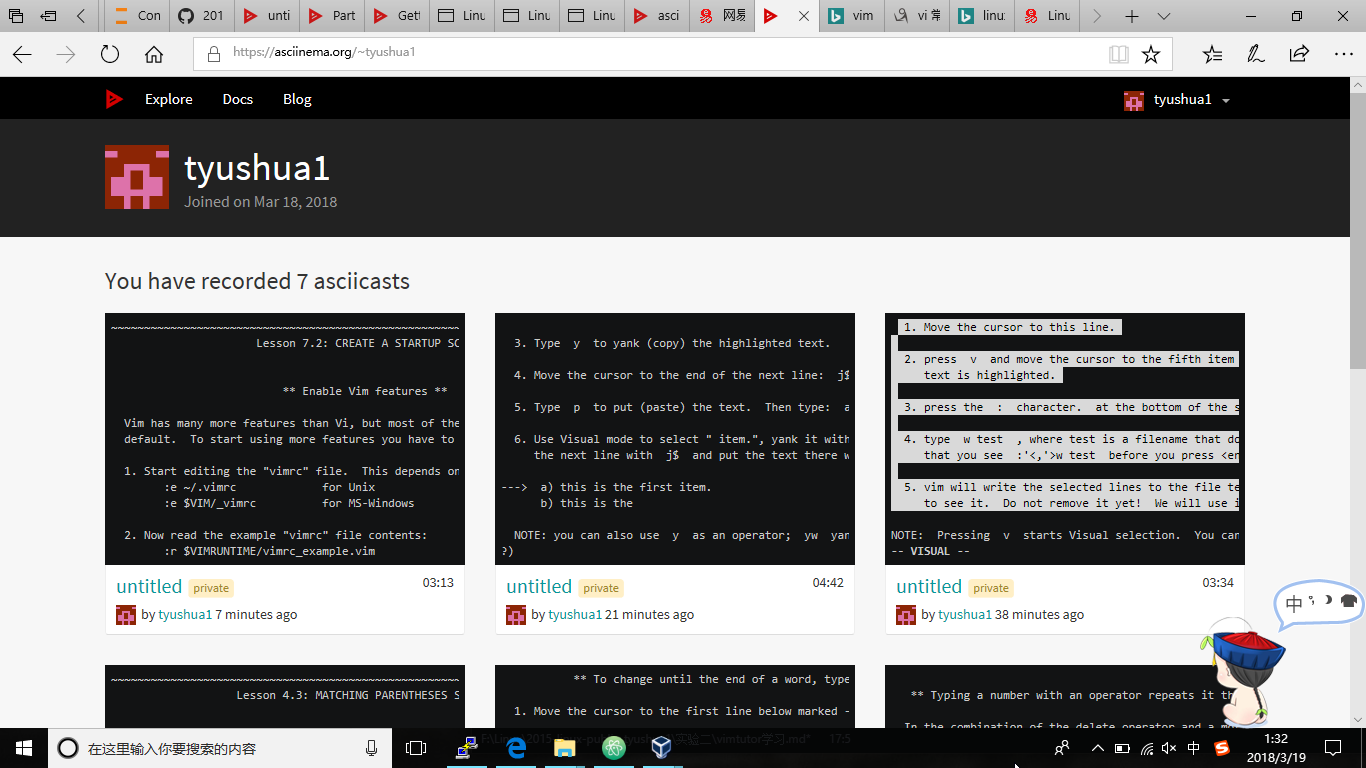 Con
201
unti
Part
Get
Linu
Linu
Linu
asci
网易
vim
vi 常
linux
Linu
https://asciinema.org/~tyushua1
Explore
Docs
Blog
tyushua1
tyushua1
Joined on Mar 18, 2018
You have recorded 7 asciicasts
~~~~~~~~~~~~~~~~~~~~~~~~~~~~~~~~~~~~~~~~~~~~~~~~~~~~~
Lesson 7.2: CREATE A STARTUP SC
** Enable Vim features **
Vim has many more features than Vi, but most of the
default. To start using more features you have to
1. Start editing the "vimrc" file. This depends on
:e ~/.vimrc for Unix
:e $VIM/_vimrc for MS-Windows
2. Now read the example "vimrc" file contents:
:r $VIMRUNTIME/vimrc_example.vim
untitled private 03:13
by tyushua1 7 minutes ago
3. Type y to yank (copy) the highlighted text.
4. Move the cursor to the end of the next line: j$
5. Type p to put (paste) the text. Then type: a
6. Use Visual mode to select " item.", yank it with
the next line with j$ and put the text there w
---> a) this is the first item.
b) this is the
NOTE: you can also use y as an operator; yw yan
?)
untitled private 04:42
by tyushua1 21 minutes ago
1. Move the cursor to this line.
2. press v and move the cursor to the fifth item
text is highlighted.
3. press the : character. at the bottom of the s
4. type w test , where test is a filename that do
that you see :'<,'>w test before you press <en
5. vim will write the selected lines to the file te
to see it. Do not remove it yet! We will use i
NOTE: Pressing v starts Visual selection. You can
-- VISUAL --
untitled private 03:34
by tyushua1 38 minutes ago
~~~~~~~~~~~~~~~~~~~~~~~~~~~~~~~~~~~~~~~~~~~~~~~~~~~~~
Lesson 4.3: MATCHING PARENTHESES S
** To change until the end of a word, type
1. Move the cursor to the first line below marked -
** Typing a number with an operator repeats it th
In the combination of the delete operator and a m
中
在这里输入你要搜索的内容
中
1:32
2018/3/19